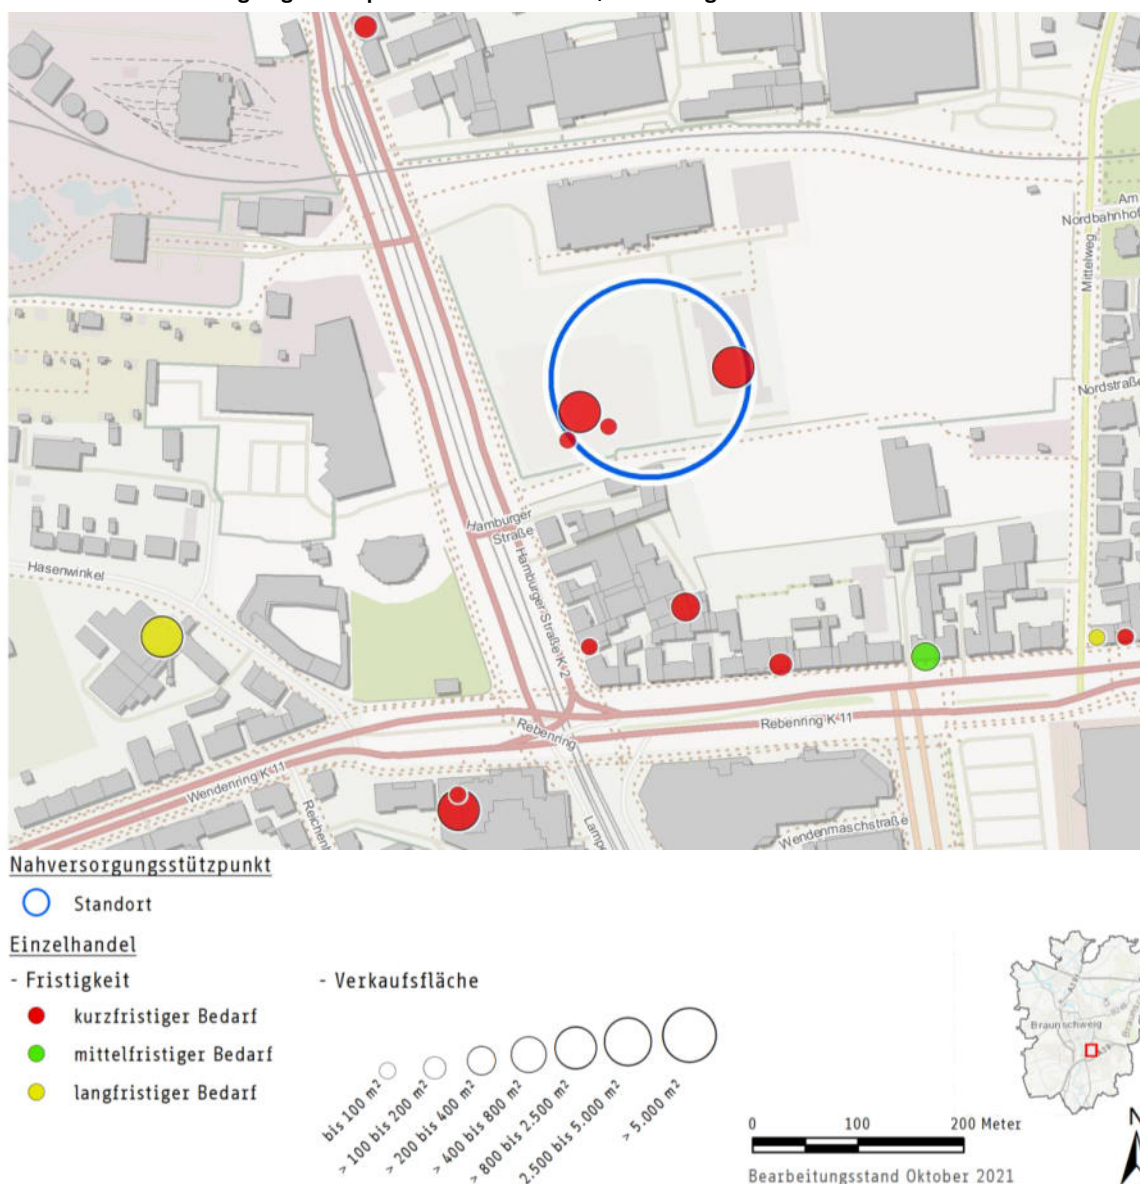 Am
Nordbahnhof
Mittelweg
Nordstraße
Hamburger
Straße
Hamburger Straße K 2
Hasenwinkel
Rebenring
Rebenring K 11
Wendenring K 11
Wendenmaschstraße
Nahversorgungsstützpunkt
Standort
Einzelhandel
- Fristigkeit
- Verkaufsfläche
kurzfristiger Bedarf
mittelfristiger Bedarf
langfristiger Bedarf
bis 100 m²
> 100 bis 200 m²
> 200 bis 400 m²
> 400 bis 800 m²
> 800 bis 2.500 m²
2.500 bis 5.000 m²
> 5.000 m²
Braunschweig
0 100 200 Meter
N
Bearbeitungsstand Oktober 2021